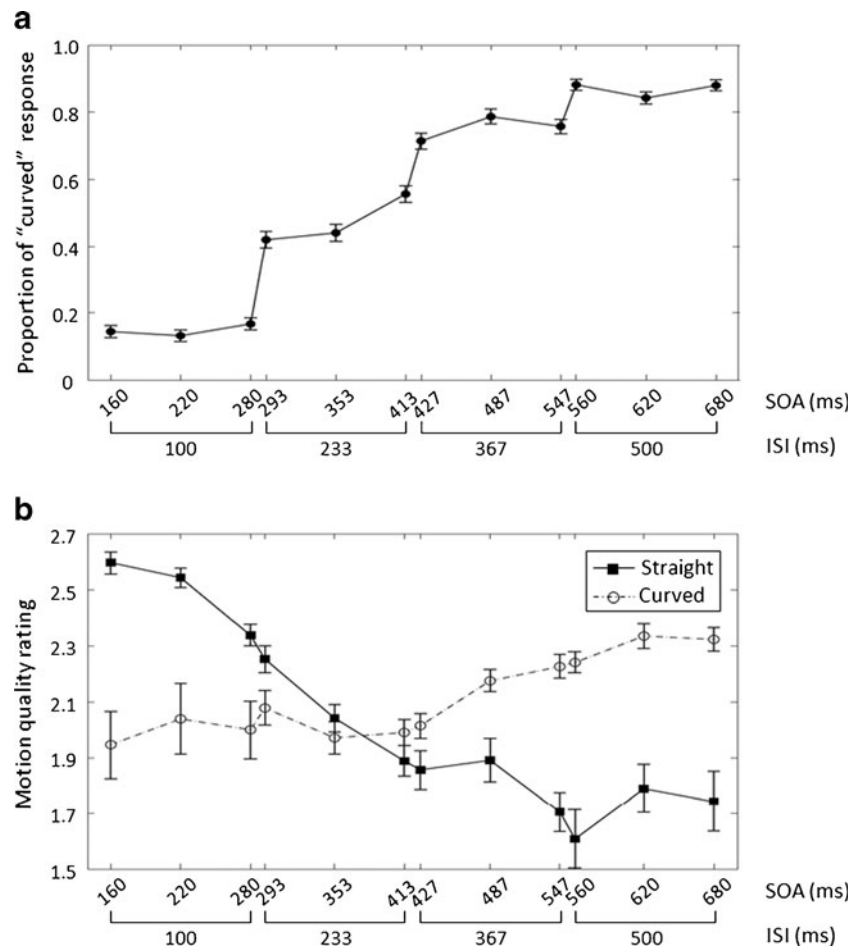 a
Proportion of "curved" response
1.0
0.8
0.6
0.4
0.2
0
160 220 280 293 353 413 427 487 547 560 620 680 SOA (ms)
100 233 367 500 ISI (ms)
b
Motion quality rating
2.7
2.5
2.3
2.1
1.9
1.7
1.5
Straight
Curved
160 220 280 293 353 413 427 487 547 560 620 680 SOA (ms)
100 233 367 500 ISI (ms)